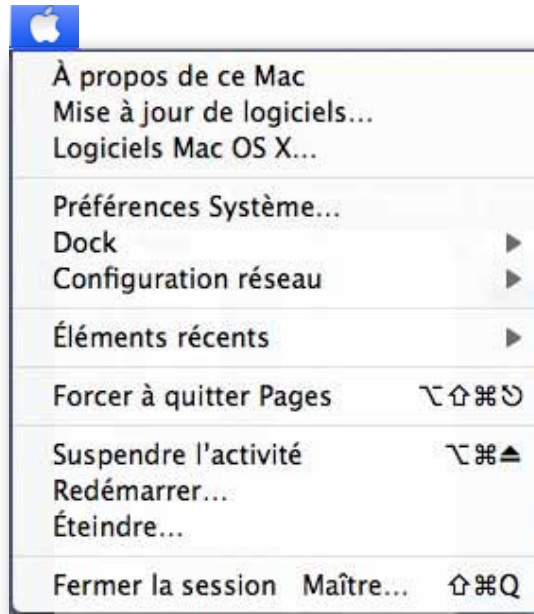 À propos de ce Mac
Mise à jour de logiciels...
Logiciels Mac OS X...
Préférences Système...
Dock
Configuration réseau
Éléments récents
Forcer à quitter Pages ⌥⇧⌘⎋
Suspendre l'activité ⌥⌘⏏
Redémarrer...
Éteindre...
Fermer la session Maître... ⇧⌘Q